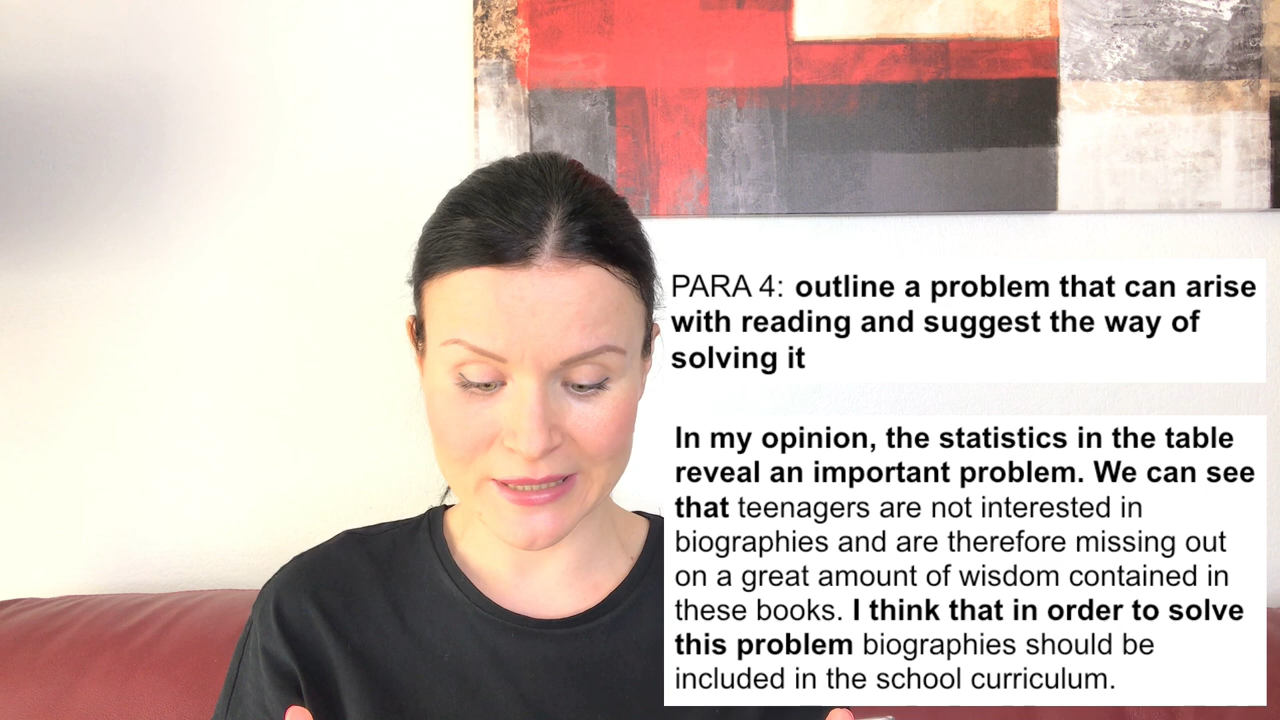 PARA 4: outline a problem that can arise
with reading and suggest the way of
solving it
In my opinion, the statistics in the table
reveal an important problem. We can see
that teenagers are not interested in
biographies and are therefore missing out
on a great amount of wisdom contained in
these books. I think that in order to solve
this problem biographies should be
included in the school curriculum.